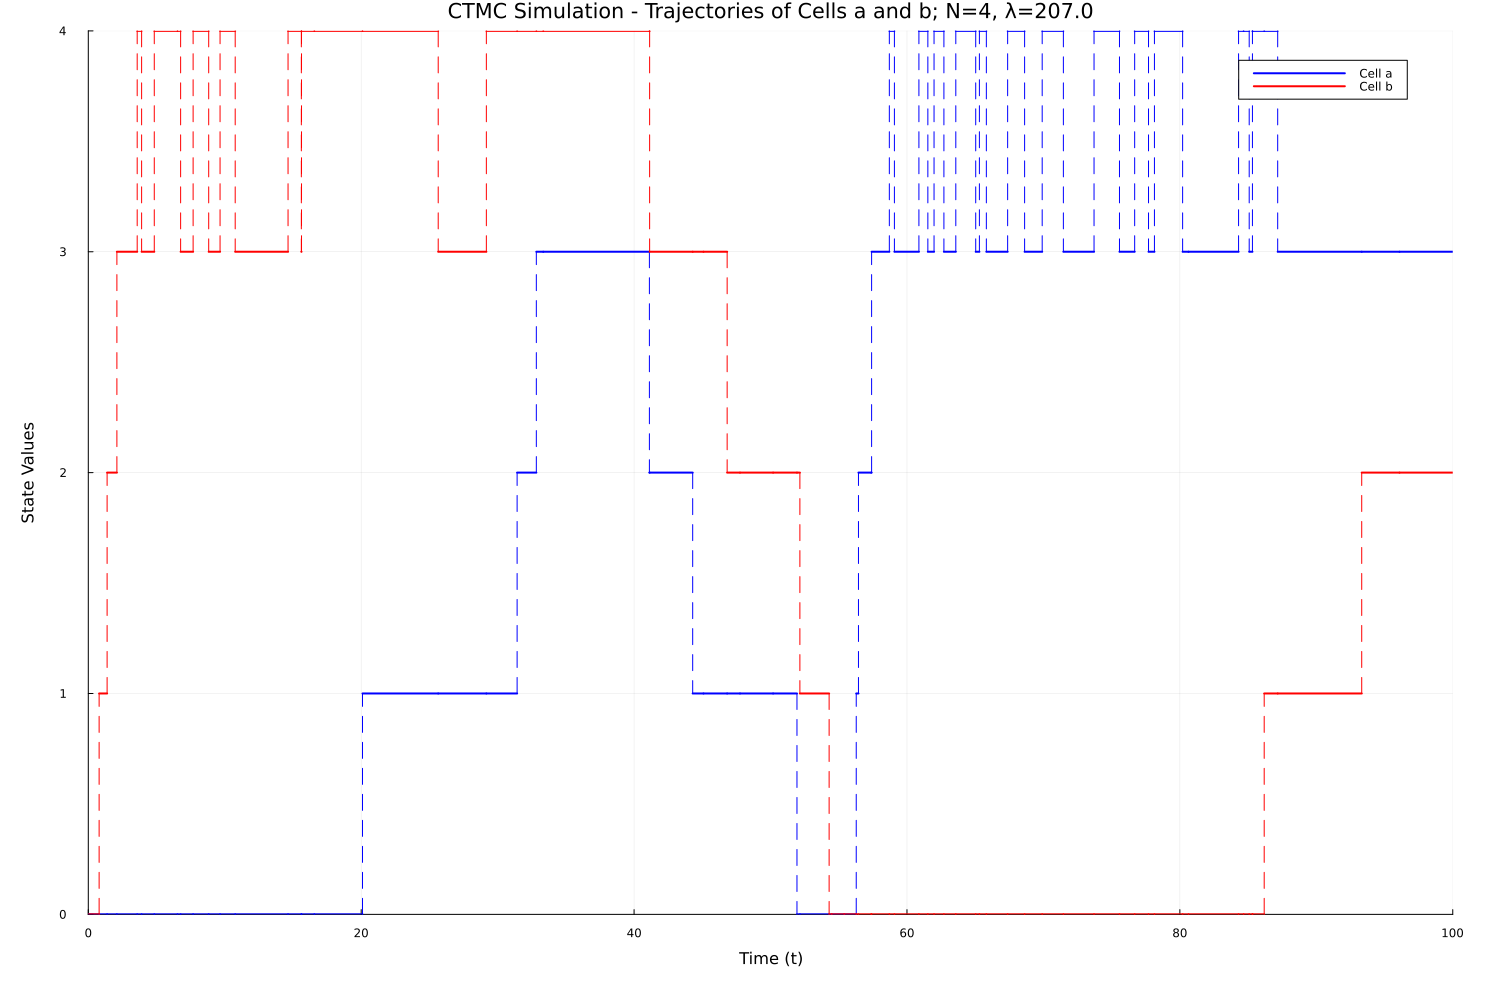 CTMC Simulation - Trajectories of Cells a and b; N=4, λ=207.0
4
Cell a
Cell b
3
State Values
2
1
0
0 20 40 60 80 100
Time (t)